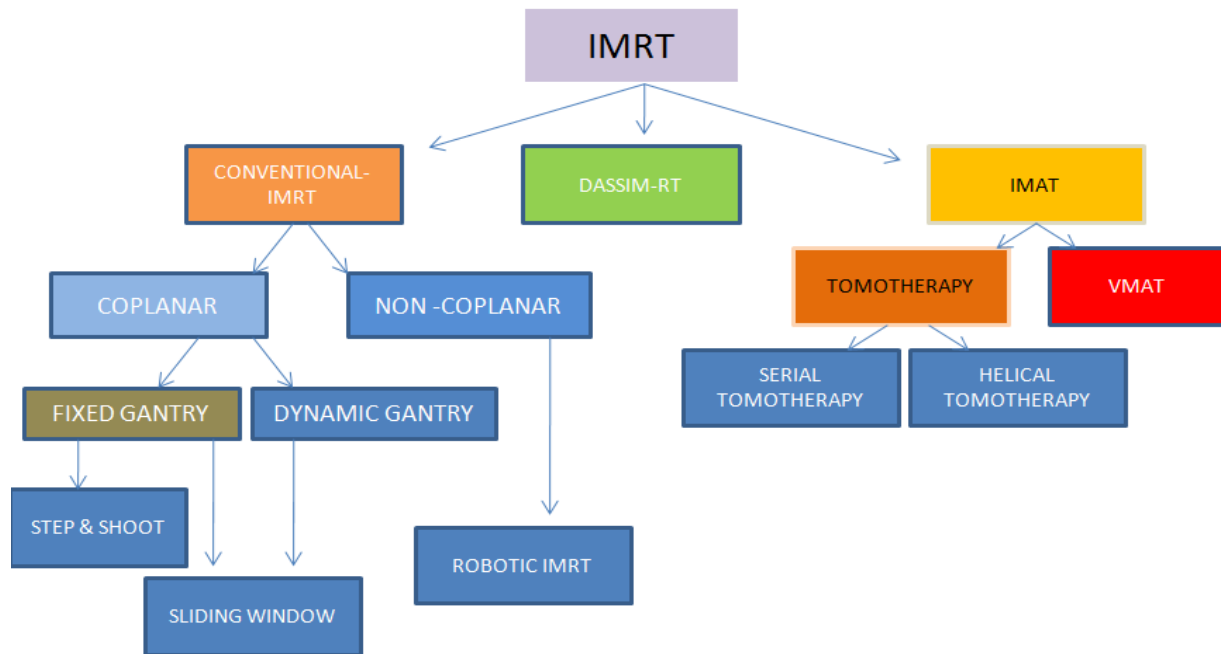 IMRT
CONVENTIONAL-
IMRT
DASSIM-RT
IMAT
COPLANAR
NON -COPLANAR
TOMOTHERAPY
VMAT
SERIAL
TOMOTHERAPY
HELICAL
TOMOTHERAPY
FIXED GANTRY
DYNAMIC GANTRY
STEP & SHOOT
ROBOTIC IMRT
SLIDING WINDOW